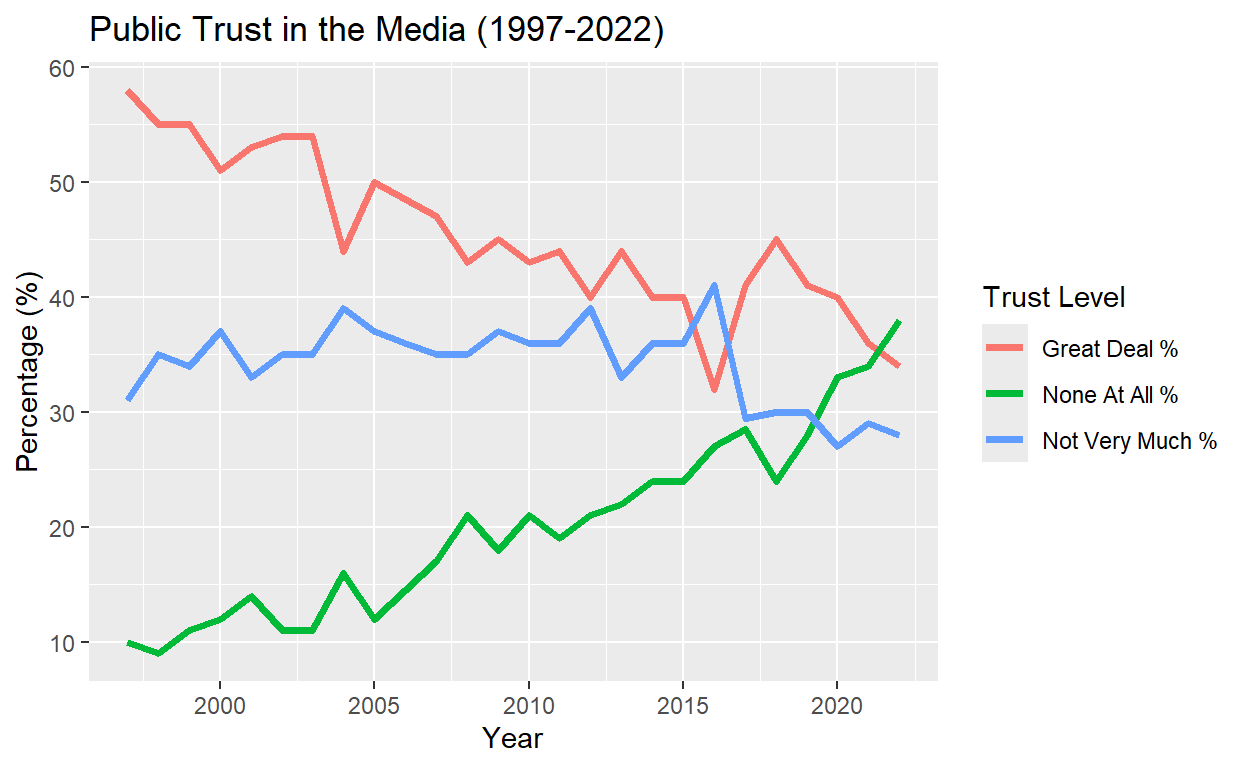 Public Trust in the Media (1997-2022)
60
50
40
30
20
10
Percentage (%)
2000
2005
2010
2015
2020
Year
Trust Level
Great Deal %
None At All %
Not Very Much %